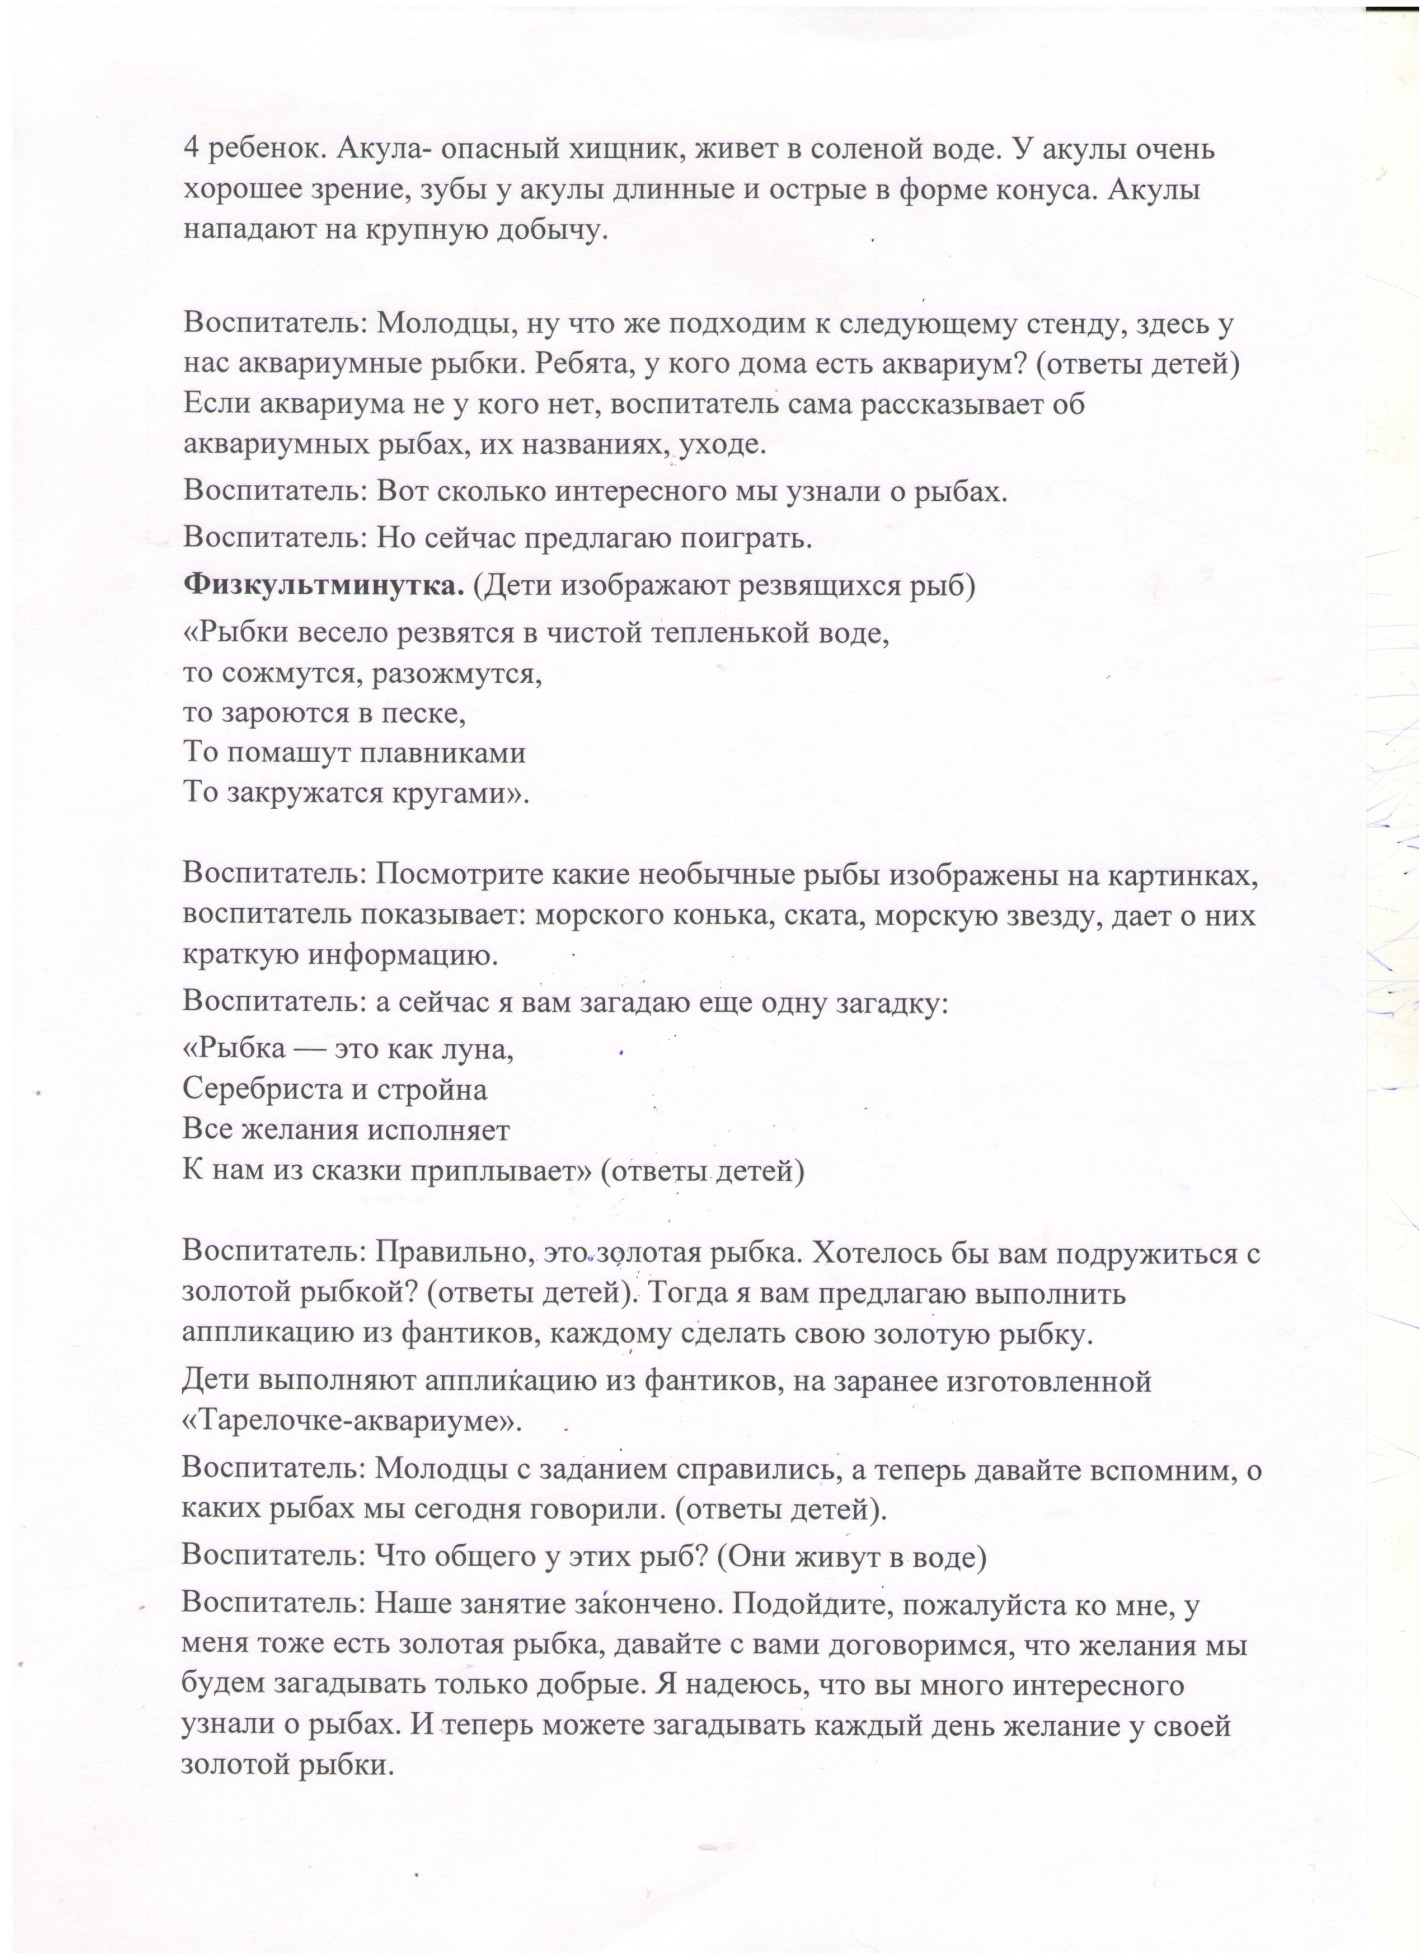 4 ребенок. Акула- опасный хищник, живет в соленой воде. У акулы очень
хорошее зрение, зубы у акулы длинные и острые в форме конуса. Акулы
нападают на крупную добычу.
Воспитатель: Молодцы, ну что же подходим к следующему стенду, здесь у
нас аквариумные рыбки. Ребята, у кого дома есть аквариум? (ответы детей)
Если аквариума не у кого нет, воспитатель сама рассказывает об
аквариумных рыбах, их названиях, уходе.
Воспитатель: Вот сколько интересного мы узнали о рыбах.
Воспитатель: Но сейчас предлагаю поиграть.
Физкультминутка. (Дети изображают резвящихся рыб)
«Рыбки весело резвятся в чистой тепленькой воде,
то сожмутся, разожмутся,
то зароются в песке,
То помашут плавниками
То закружатся кругами».
Воспитатель: Посмотрите какие необычные рыбы изображены на картинках,
воспитатель показывает: морского конька, ската, морскую звезду, дает о них
краткую информацию.
Воспитатель: а сейчас я вам загадаю еще одну загадку:
«Рыбка — это как луна,
Серебриста и стройна
Все желания исполняет
К нам из сказки приплывает» (ответы детей)
Воспитатель: Правильно, это золотая рыбка. Хотелось бы вам подружиться с
золотой рыбкой? (ответы детей). Тогда я вам предлагаю выполнить
аппликацию из фантиков, каждому сделать свою золотую рыбку.
Дети выполняют аппликацию из фантиков, на заранее изготовленной
«Тарелочке-аквариуме».
Воспитатель: Молодцы с заданием справились, а теперь давайте вспомним, о
каких рыбах мы сегодня говорили. (ответы детей).
Воспитатель: Что общего у этих рыб? (Они живут в воде)
Воспитатель: Наше занятие закончено. Подойдите, пожалуйста ко мне, у
меня тоже есть золотая рыбка, давайте с вами договоримся, что желания мы
будем загадывать только добрые. Я надеюсь, что вы много интересного
узнали о рыбах. И теперь можете загадывать каждый день желание у своей
золотой рыбки.